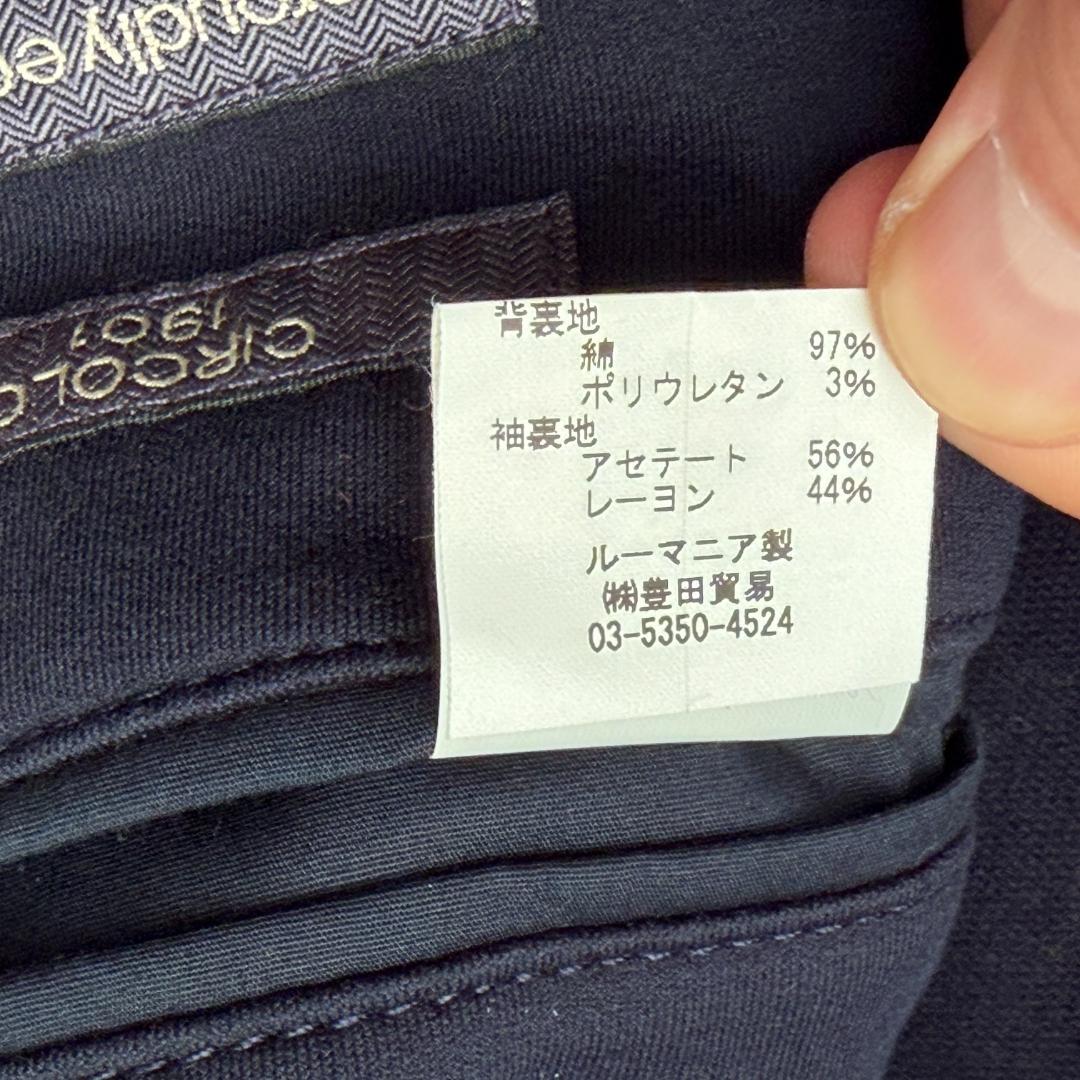 背裏地
綿 97%
ポリウレタン 3%
袖裏地
アセテート 56%
レーヨン 44%
ルーマニア製
㈱豊田貿易
03-5350-4524
CIRCOLO
1901